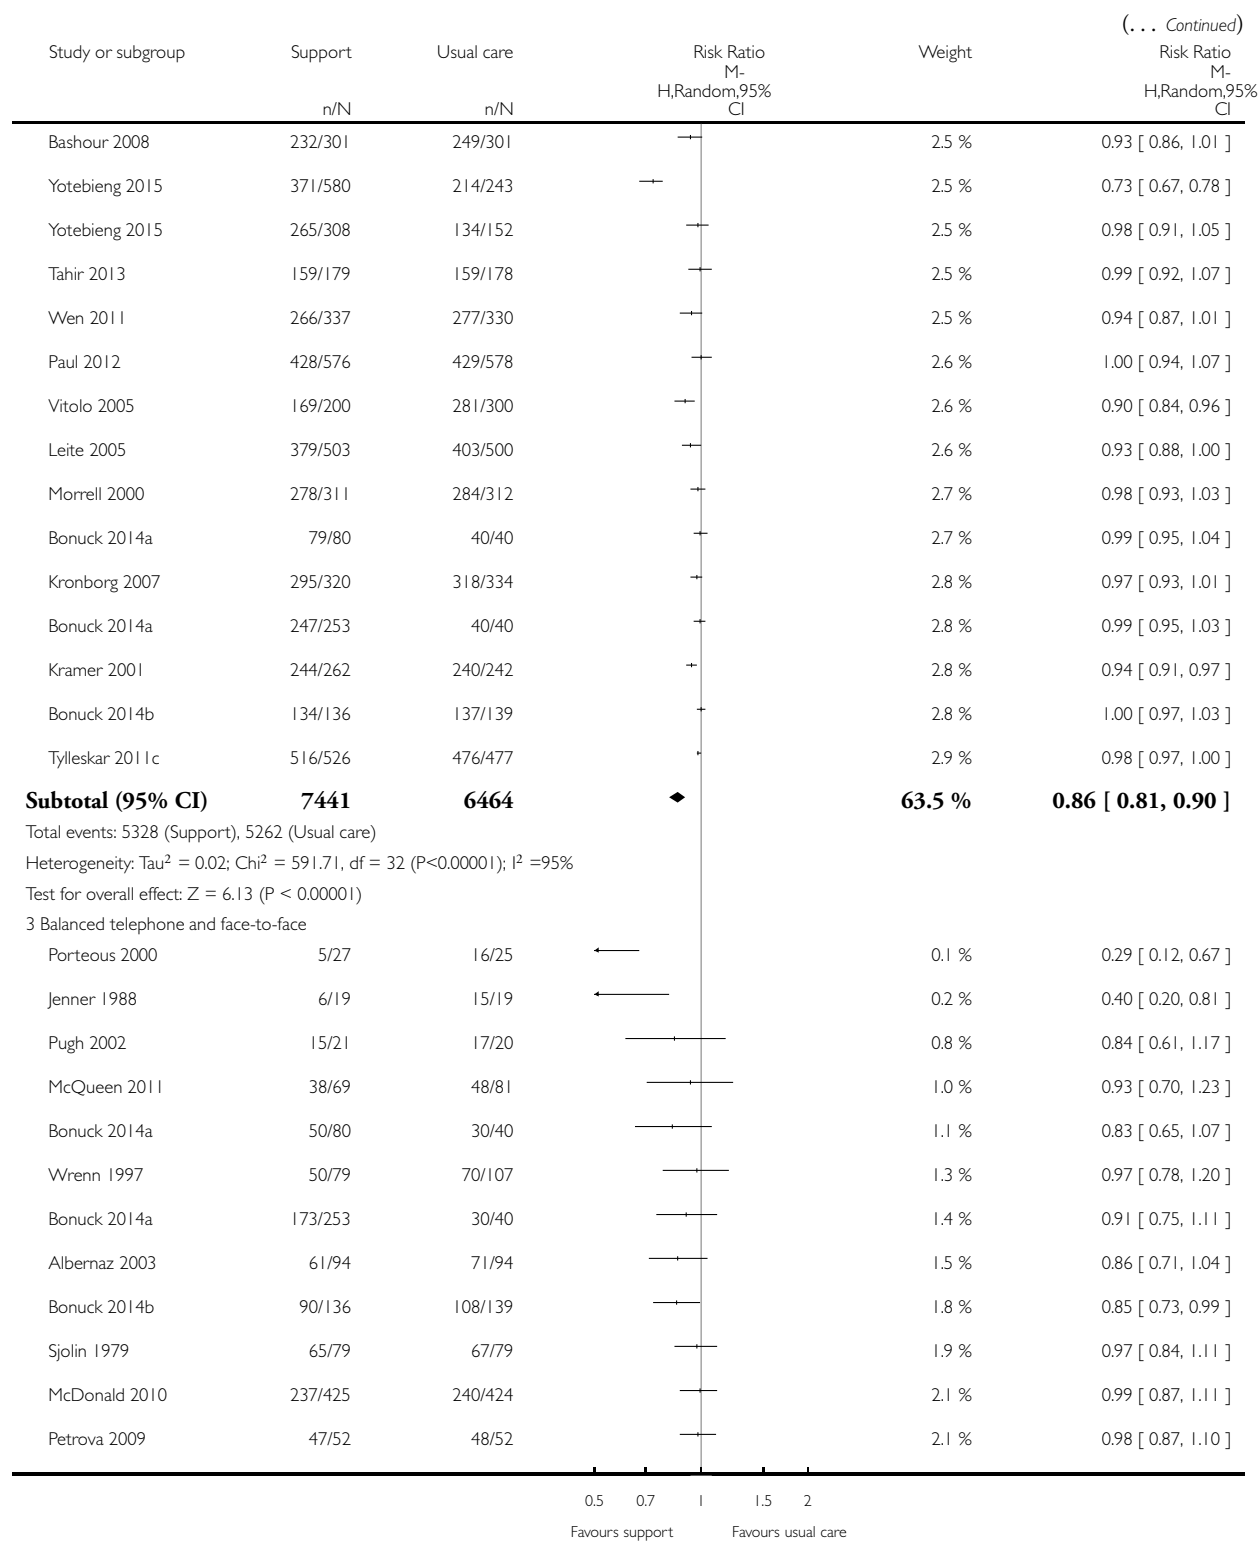 (... Continued)
Study or subgroup Support Usual care Risk Ratio Weight Risk Ratio
M- M-
H,Random,95% H,Random,95%
n/N n/N CI CI
Bashour 2008 232/301 249/301 2.5 % 0.93 [ 0.86, 1.01 ]
Yotebieng 2015 371/580 214/243 2.5 % 0.73 [ 0.67, 0.78 ]
Yotebieng 2015 265/308 134/152 2.5 % 0.98 [ 0.91, 1.05 ]
Tahir 2013 159/179 159/178 2.5 % 0.99 [ 0.92, 1.07 ]
Wen 2011 266/337 277/330 2.5 % 0.94 [ 0.87, 1.01 ]
Paul 2012 428/576 429/578 2.6 % 1.00 [ 0.94, 1.07 ]
Vitolo 2005 169/200 281/300 2.6 % 0.90 [ 0.84, 0.96 ]
Leite 2005 379/503 403/500 2.6 % 0.93 [ 0.88, 1.00 ]
Morrell 2000 278/311 284/312 2.7 % 0.98 [ 0.93, 1.03 ]
Bonuck 2014a 79/80 40/40 2.7 % 0.99 [ 0.95, 1.04 ]
Kronborg 2007 295/320 318/334 2.8 % 0.97 [ 0.93, 1.01 ]
Bonuck 2014a 247/253 40/40 2.8 % 0.99 [ 0.95, 1.03 ]
Kramer 2001 244/262 240/242 2.8 % 0.94 [ 0.91, 0.97 ]
Bonuck 2014b 134/136 137/139 2.8 % 1.00 [ 0.97, 1.03 ]
Tylleskar 2011c 516/526 476/477 2.9 % 0.98 [ 0.97, 1.00 ]
Subtotal (95% CI) 7441 6464 63.5 % 0.86 [ 0.81, 0.90 ]
Total events: 5328 (Support), 5262 (Usual care)
Heterogeneity: Tau² = 0.02; Chi² = 591.71, df = 32 (P<0.00001); I² =95%
Test for overall effect: Z = 6.13 (P < 0.00001)
3 Balanced telephone and face-to-face
Porteous 2000 5/27 16/25 0.1 % 0.29 [ 0.12, 0.67 ]
Jenner 1988 6/19 15/19 0.2 % 0.40 [ 0.20, 0.81 ]
Pugh 2002 15/21 17/20 0.8 % 0.84 [ 0.61, 1.17 ]
McQueen 2011 38/69 48/81 1.0 % 0.93 [ 0.70, 1.23 ]
Bonuck 2014a 50/80 30/40 1.1 % 0.83 [ 0.65, 1.07 ]
Wrenn 1997 50/79 70/107 1.3 % 0.97 [ 0.78, 1.20 ]
Bonuck 2014a 173/253 30/40 1.4 % 0.91 [ 0.75, 1.11 ]
Albernaz 2003 61/94 71/94 1.5 % 0.86 [ 0.71, 1.04 ]
Bonuck 2014b 90/136 108/139 1.8 % 0.85 [ 0.73, 0.99 ]
Sjolin 1979 65/79 67/79 1.9 % 0.97 [ 0.84, 1.11 ]
McDonald 2010 237/425 240/424 2.1 % 0.99 [ 0.87, 1.11 ]
Petrova 2009 47/52 48/52 2.1 % 0.98 [ 0.87, 1.10 ]
0.5 0.7 1 1.5 2
Favours support Favours usual care